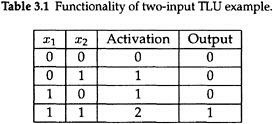 Table 3.1 Functionality of two-input TLU example.
x1 x2 Activation Output
0 0 0 0
0 1 1 0
1 0 1 0
1 1 2 1